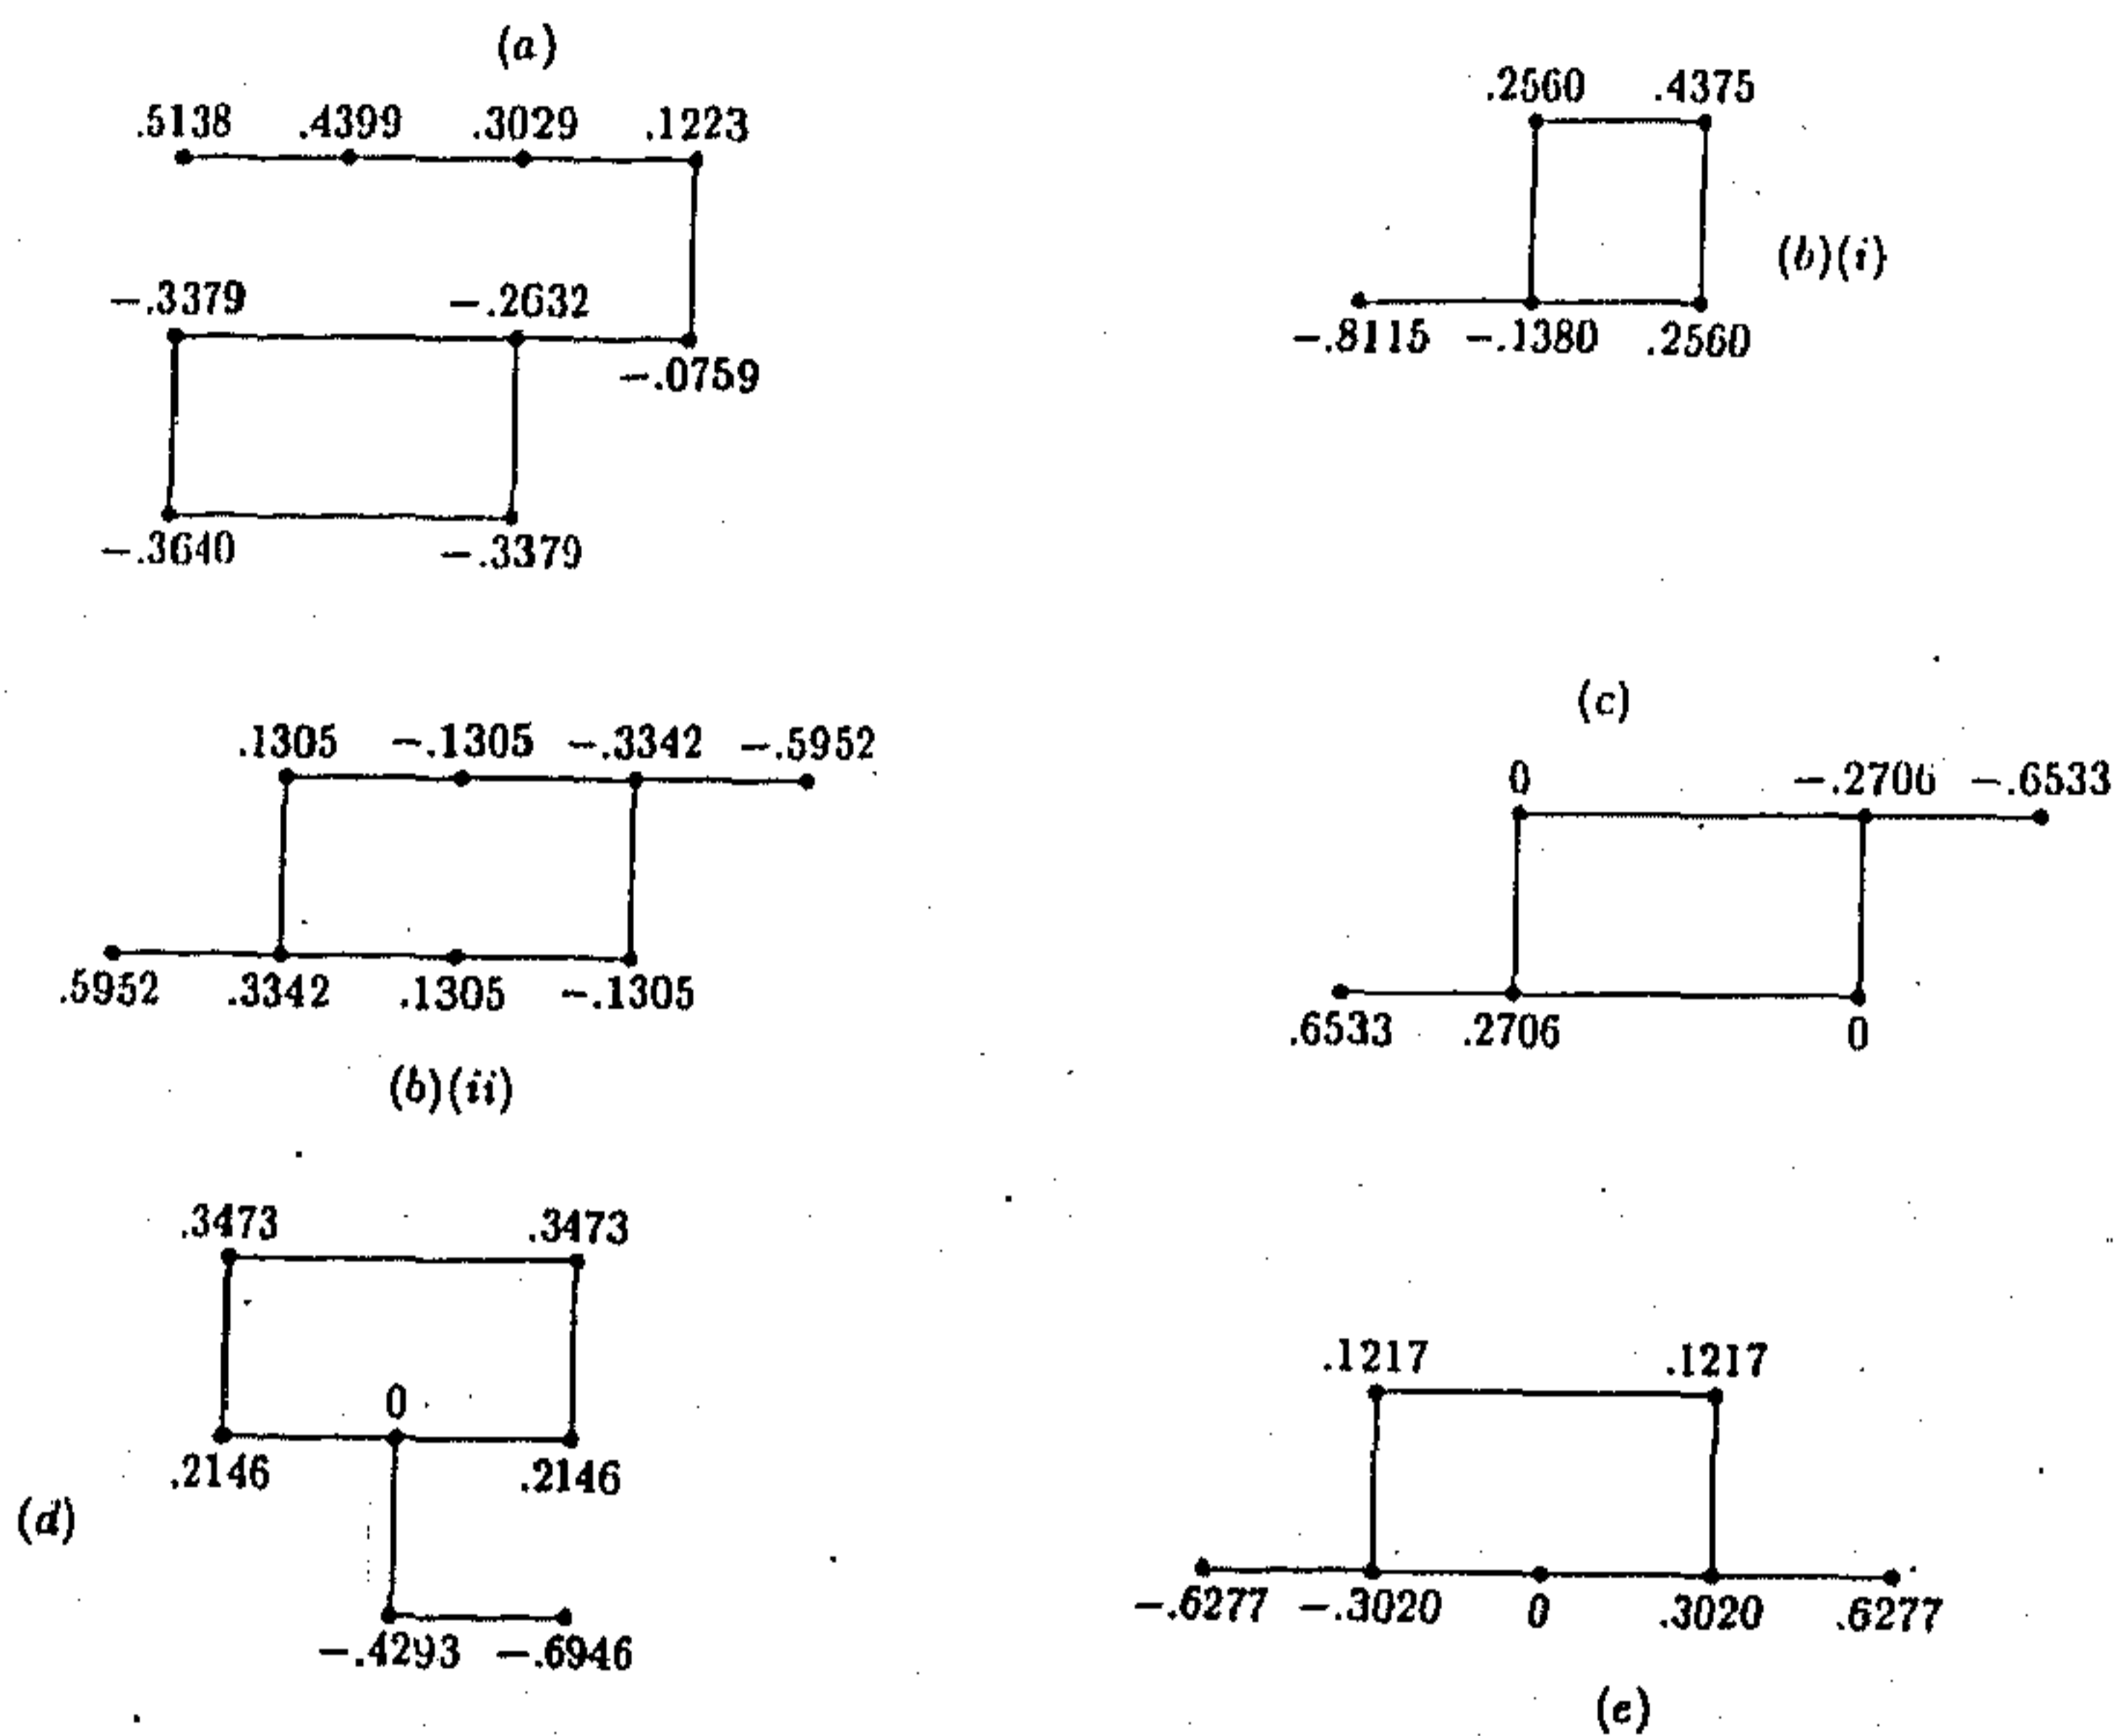 (a)
.5138 .4399 .3029 .1223
−.3379 −.2632
−.0759
−.3640 −.3379
.2560 .4375
(b)(i)
−.8115 −.1380 .2560
.1305 −.1305 −.3342 −.5952
.5952 .3342 .1305 −.1305
(b)(ii)
(c)
0 −.2706 −.6533
.6533 .2706 0
.3473 .3473
0
.2146 .2146
(d)
−.4293 −.6946
.1217 .1217
−.6277 −.3020 0 .3020 .6277
(e)